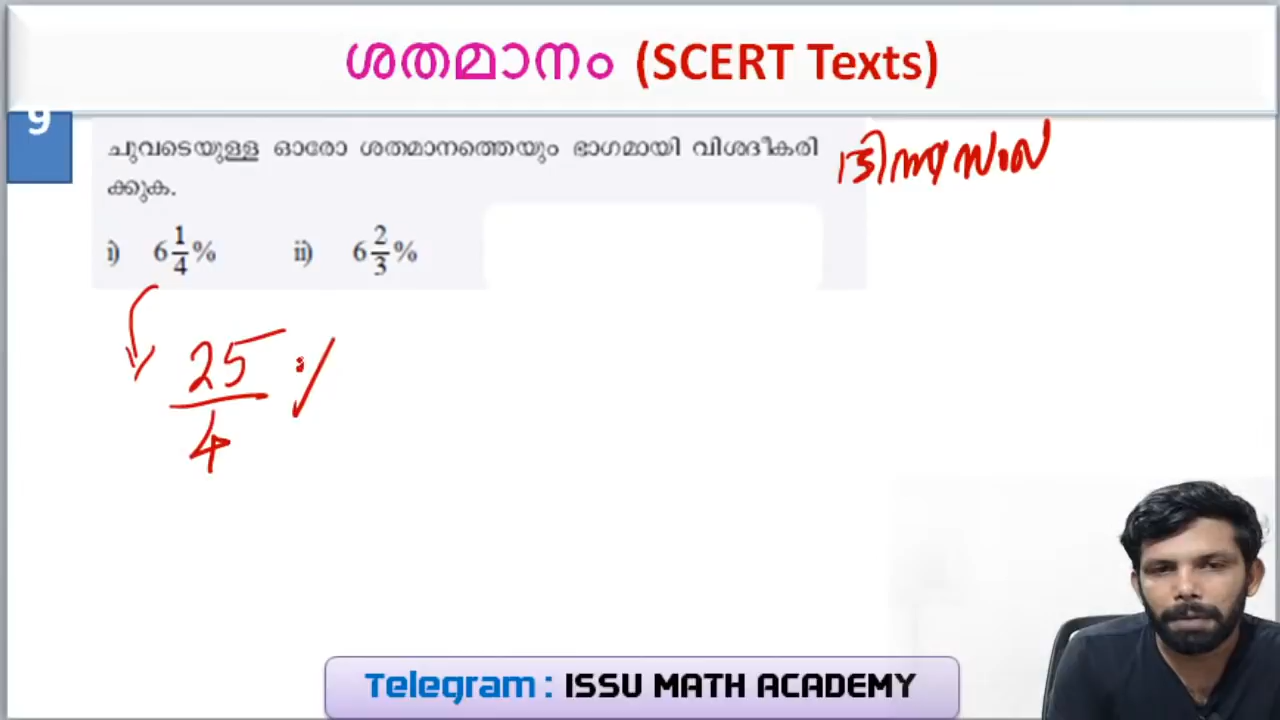 ശതമാനം (SCERT Texts)
9
ചുവടെയുള്ള ഓരോ ശതമാനത്തെയും ഭാഗമായി വിശദീകരി
ക്കുക.
i) 6 1/4 % ii) 6 2/3 %
ഭിന്നസംഖ്യ
25/4 %
Telegram : ISSU MATH ACADEMY